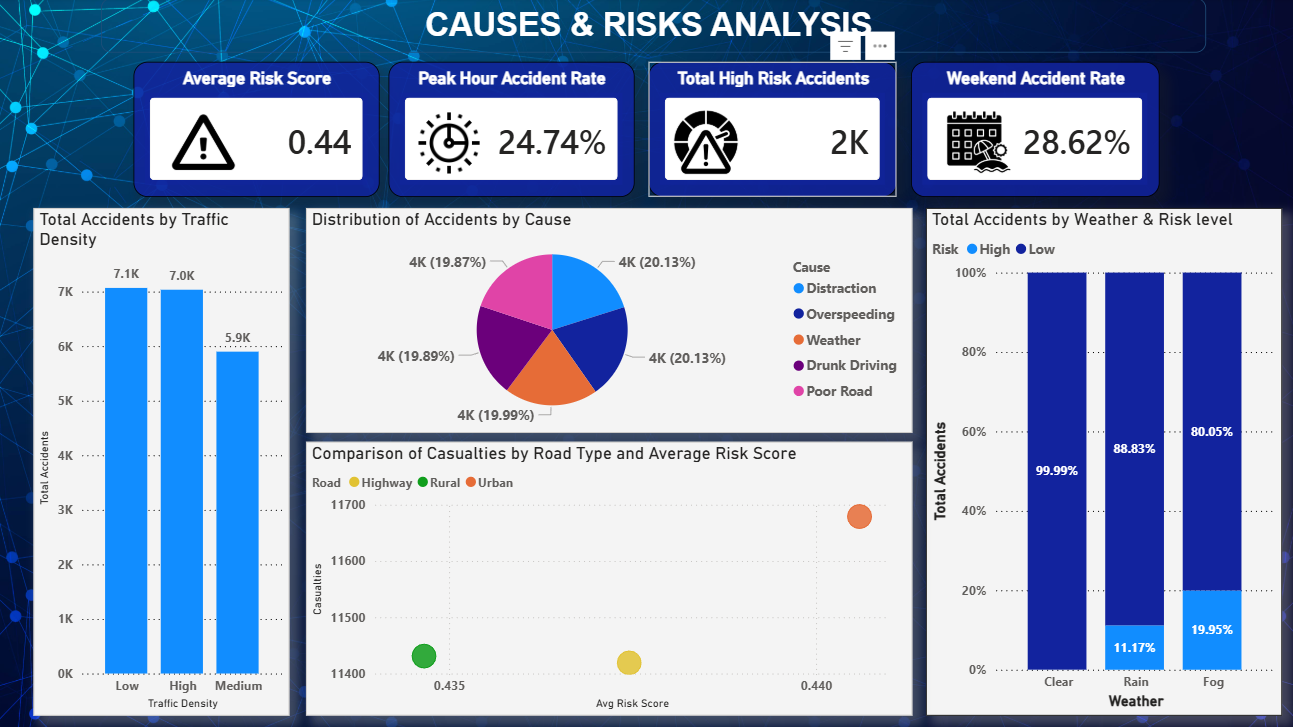 CAUSES & RISKS ANALYSIS
Average Risk Score
0.44
Peak Hour Accident Rate
24.74%
Total High Risk Accidents
2K
Weekend Accident Rate
28.62%
Total Accidents by Traffic
Density
7.1K
7.0K
5.9K
7K
6K
5K
4K
3K
2K
1K
0K
Total Accidents
Low
High
Medium
Traffic Density
Distribution of Accidents by Cause
4K (19.87%)
4K (20.13%)
4K (19.89%)
4K (20.13%)
4K (19.99%)
Cause
Distraction
Overspeeding
Weather
Drunk Driving
Poor Road
Comparison of Casualties by Road Type and Average Risk Score
Road Highway Rural Urban
11700
11600
11500
11400
Casualties
0.435
0.440
Avg Risk Score
Total Accidents by Weather & Risk level
Risk High Low
100%
80%
60%
40%
20%
0%
Total Accidents
99.99%
88.83%
80.05%
11.17%
19.95%
Clear
Rain
Fog
Weather